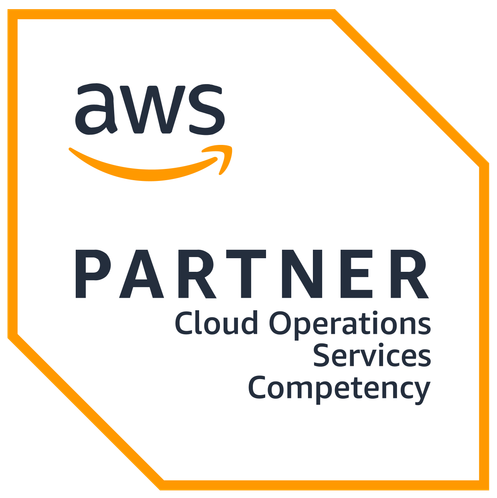 aws
PARTNER
Cloud Operations
Services
Competency